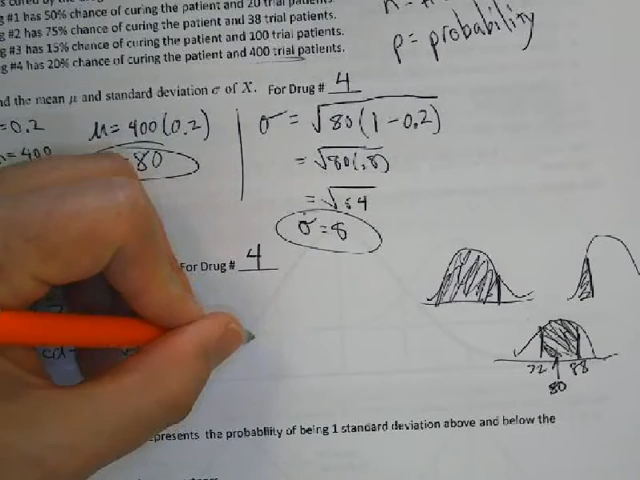 g #1 has 50% chance of curing the patient and 20 trial patients.
g #2 has 75% chance of curing the patient and 38 trial patients.
g #3 has 15% chance of curing the patient and 100 trial patients.
g #4 has 20% chance of curing the patient and 400 trial patients.
p = probability
nd the mean μ and standard deviation σ of X. For Drug # 4
= 0.2
μ = 400(0.2)
= 400
80
σ = √80(1-0.2)
= √80(.8)
= √64
σ = 8
For Drug # 4
72 88
80
presents the probability of being 1 standard deviation above and below the